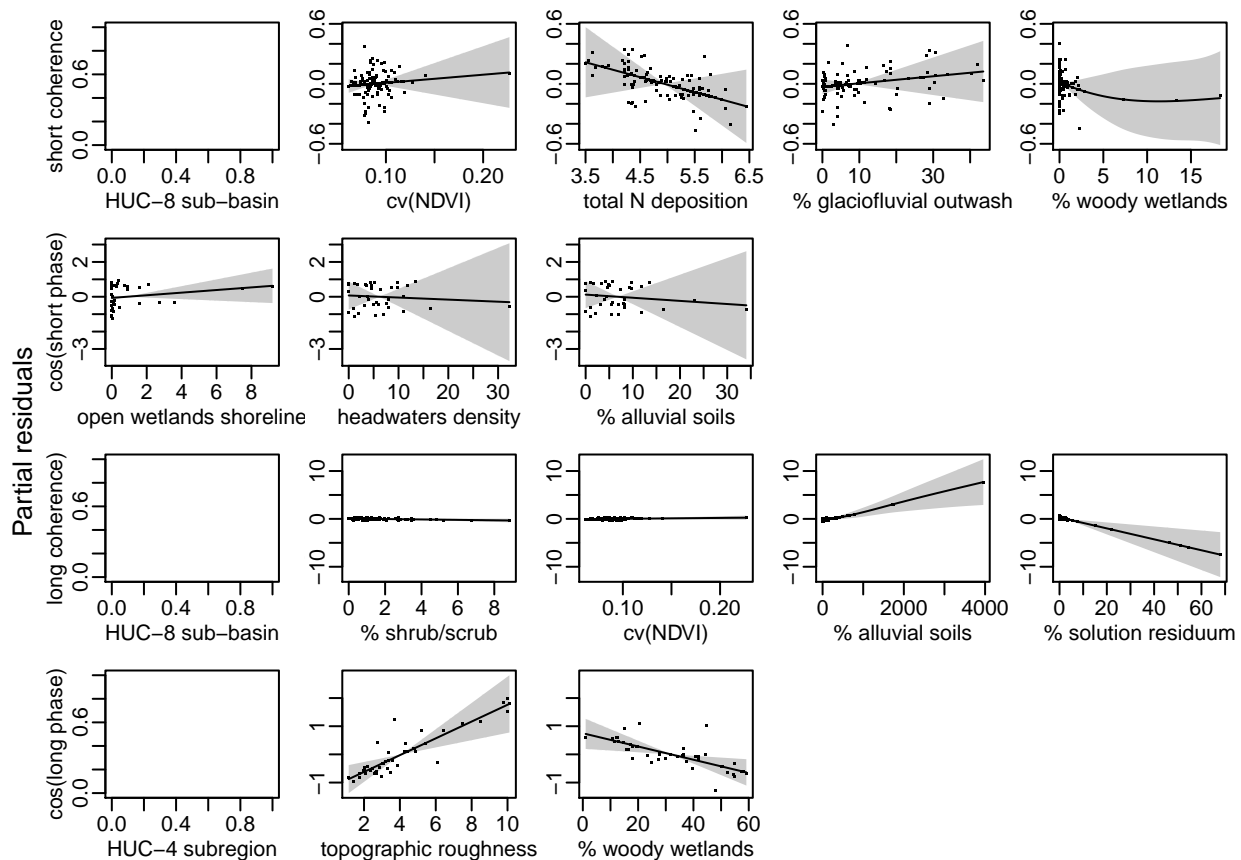 Partial residuals
short coherence
0.0 0.6
0.0 0.2 0.4 0.6 0.8
HUC−8 sub−basin
−0.6 0.0 0.6
0.10 0.20
cv(NDVI)
−0.6 0.0 0.6
3.5 4.5 5.5 6.5
total N deposition
−0.6 0.0 0.6
0 10 30
% glaciofluvial outwash
−0.6 0.0 0.6
0 5 10 15
% woody wetlands
cos(short phase)
−3 0 2
0 2 4 6 8
open wetlands shoreline
−3 0 2
0 10 20 30
headwaters density
−3 0 2
0 10 20 30
% alluvial soils
long coherence)
0.0 0.6
0.0 0.4 0.8
HUC−8 sub−basin
−10 0 10
0 2 4 6 8
% shrub/scrub
−10 0 10
0.10 0.20
cv(NDVI)
−10 0 10
0 2000 4000
% alluvial soils
−10 0 10
0 20 40 60
% solution residuum
cos(long phase)
0.0 0.6
0.0 0.4 0.8
HUC−4 subregion
−1 1
2 4 6 8 10
topographic roughness
−1 1
0 10 20 30 40 50 60
% woody wetlands